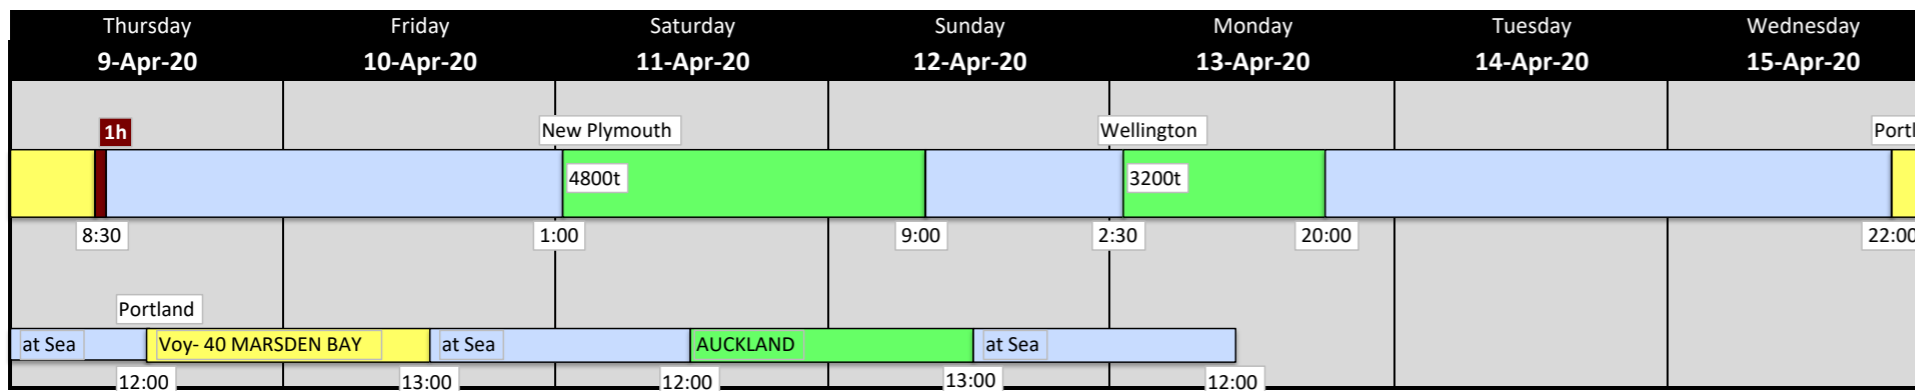 Thursday Friday Saturday Sunday Monday Tuesday Wednesday
9-Apr-20 10-Apr-20 11-Apr-20 12-Apr-20 13-Apr-20 14-Apr-20 15-Apr-20
1h New Plymouth Wellington Portl
4800t 3200t
8:30 1:00 9:00 2:30 20:00 22:00
Portland
at Sea Voy- 40 MARSDEN BAY at Sea AUCKLAND at Sea
12:00 13:00 12:00 13:00 12:00